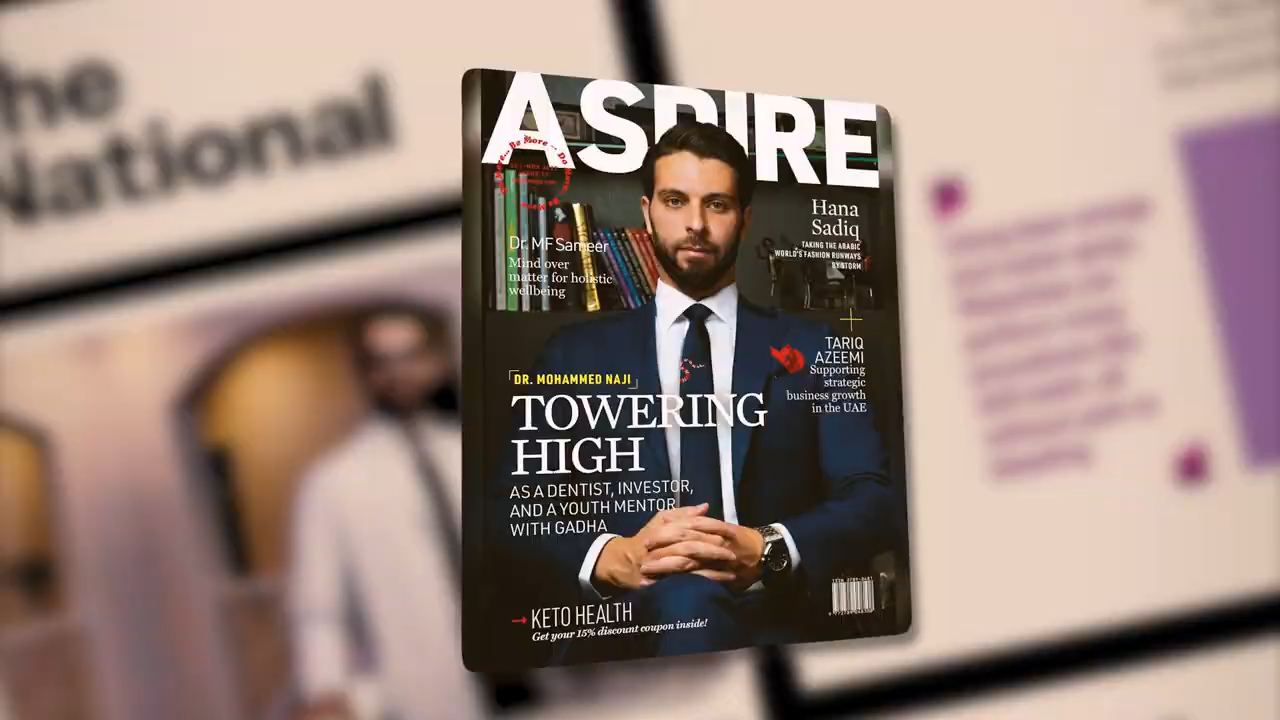 The
National
ASPIRE
Be More
Dr. MF Sameer
Mind over
matter for holistic
wellbeing
Hana
Sadiq
TAKING THE ARABIC
WORLD'S FASHION RUNWAYS
BY STORM
TARIQ
AZEEMI
Supporting
strategic
business growth
in the UAE
DR. MOHAMMED NAJI
TOWERING
HIGH
AS A DENTIST, INVESTOR,
AND A YOUTH MENTOR
WITH GADHA
KETO HEALTH
Get your 15% discount coupon inside!